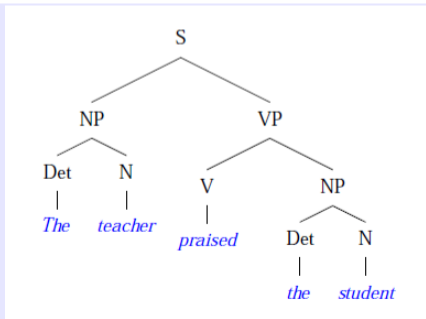 S
NP VP
Det N V NP
The teacher praised Det N
the student